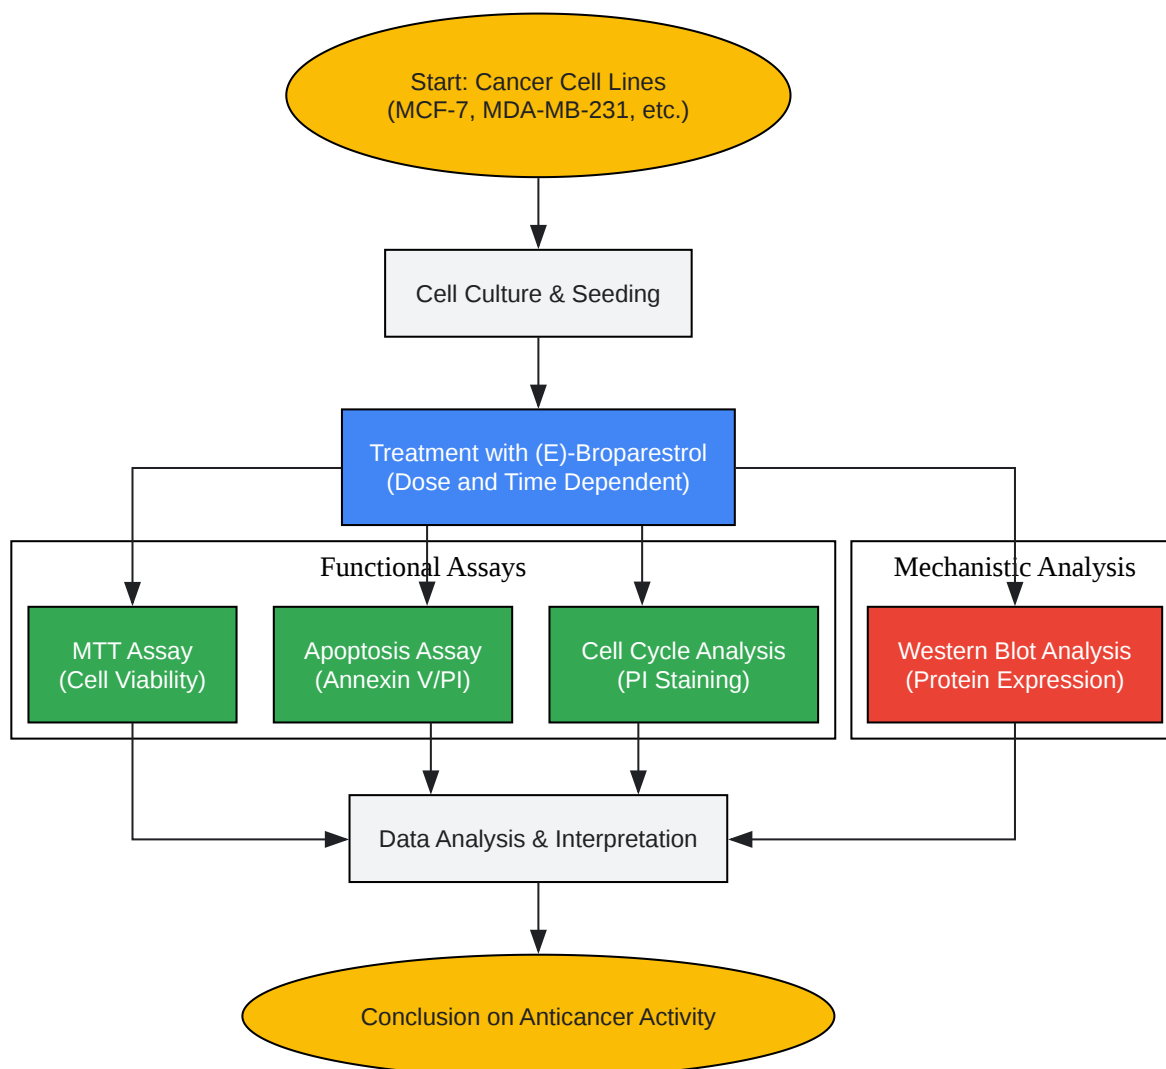 Start: Cancer Cell Lines
(MCF-7, MDA-MB-231, etc.)
Cell Culture & Seeding
Treatment with (E)-Broparestrol
(Dose and Time Dependent)
Functional Assays
Mechanistic Analysis
MTT Assay
(Cell Viability)
Apoptosis Assay
(Annexin V/PI)
Cell Cycle Analysis
(PI Staining)
Western Blot Analysis
(Protein Expression)
Data Analysis & Interpretation
Conclusion on Anticancer Activity